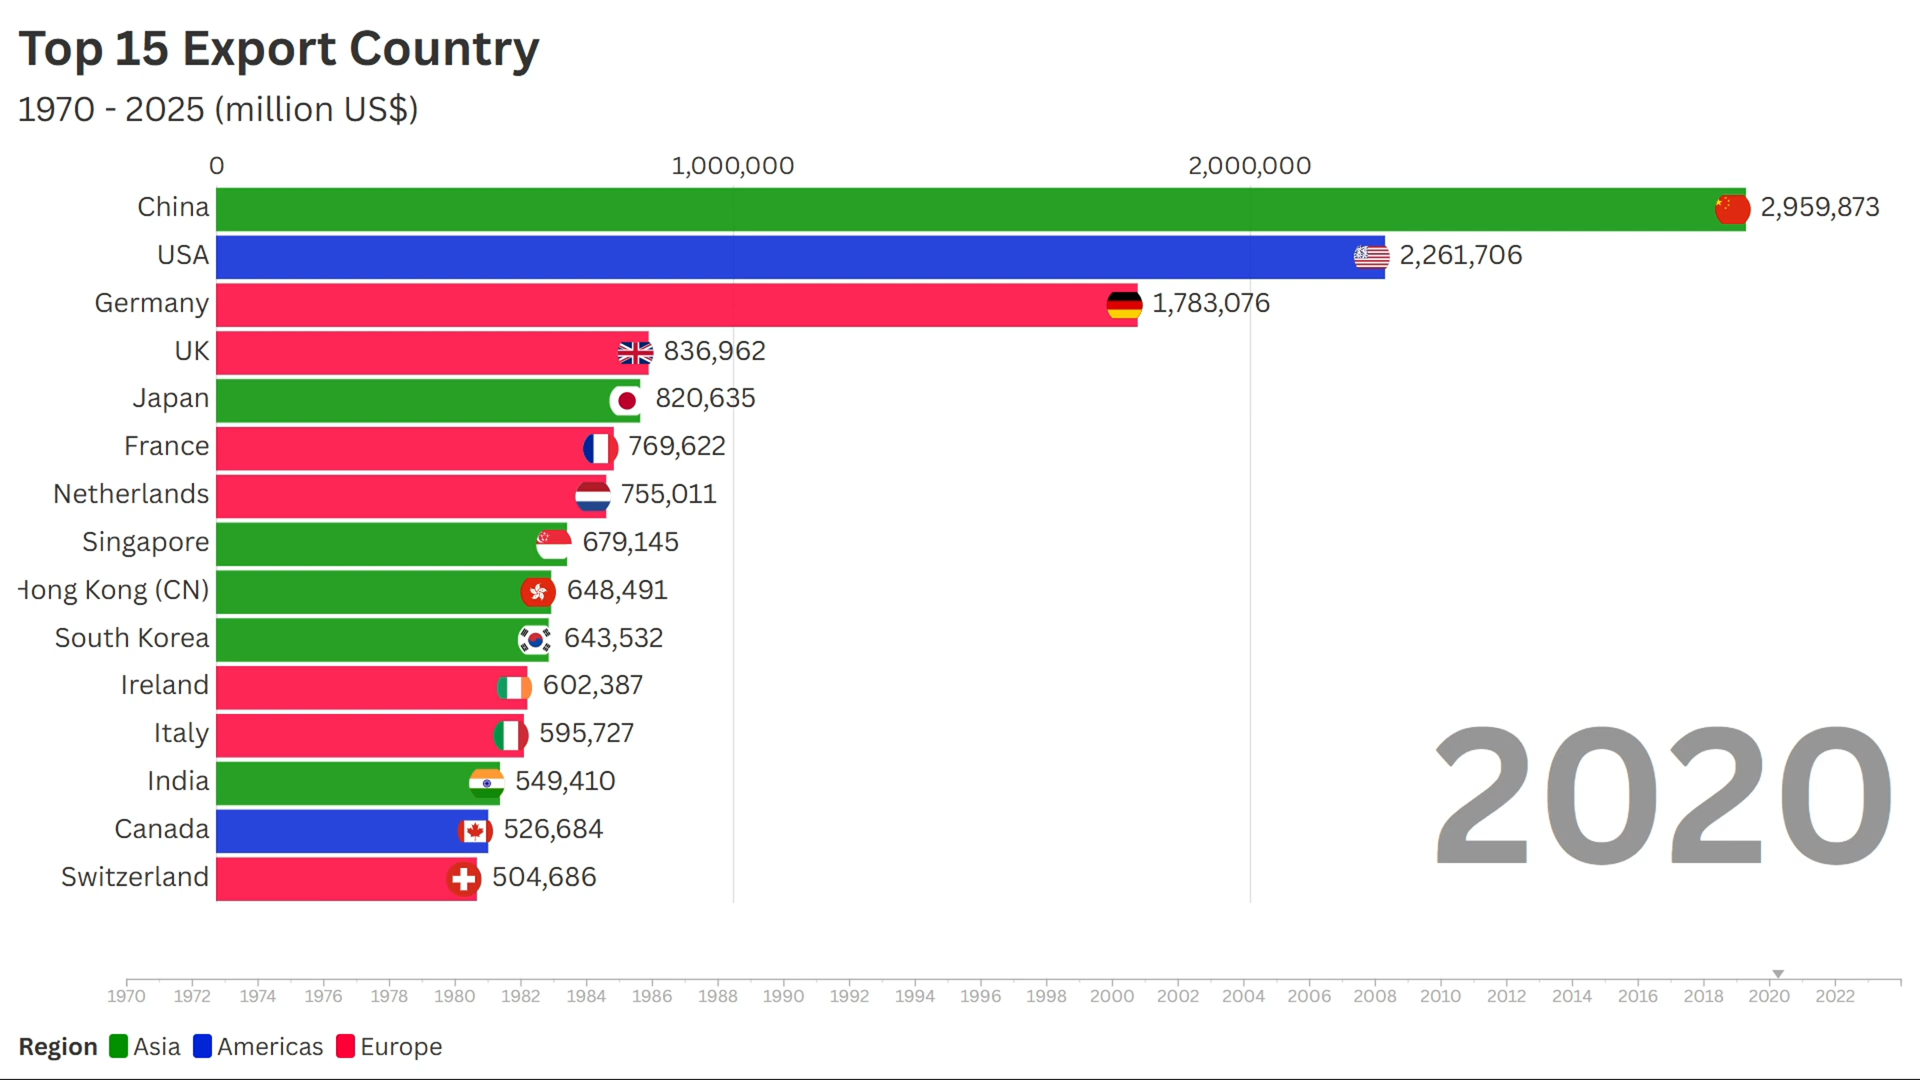 Top 15 Export Country
1970 - 2025 (million US$)
0 1,000,000 2,000,000
China 2,959,873
USA 2,261,706
Germany 1,783,076
UK 836,962
Japan 820,635
France 769,622
Netherlands 755,011
Singapore 679,145
Hong Kong (CN) 648,491
South Korea 643,532
Ireland 602,387
Italy 595,727
India 549,410
Canada 526,684
Switzerland 504,686
2020
1970 1972 1974 1976 1978 1980 1982 1984 1986 1988 1990 1992 1994 1996 1998 2000 2002 2004 2006 2008 2010 2012 2014 2016 2018 2020 2022
Region Asia Americas Europe